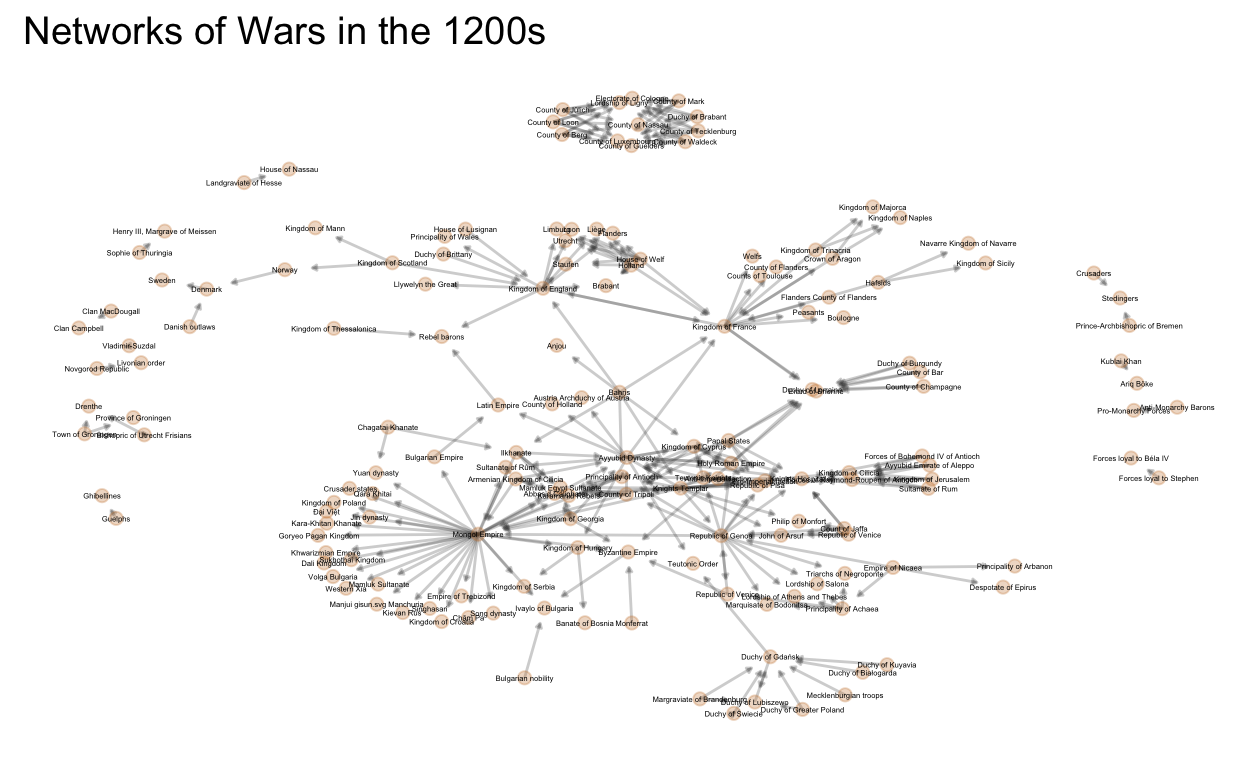 Networks of Wars in the 1200s
Electorate of Cologne
Lordship of Ligny
County of Mark
County of Jülich
Duchy of Brabant
County of Loon
County of Nassau
County of Tecklenburg
County of Berg
County of Luxembourg
County of Waldeck
County of Guelders
House of Nassau
Landgraviate of Hesse
Kingdom of Majorca
Kingdom of Naples
Henry III, Margrave of Meissen
Kingdom of Mann
House of Lusignan
Principality of Wales
Limburg
Loon
Liege
Flanders
Utrecht
Sophie of Thuringia
Duchy of Brittany
Kingdom of Trinacria
Navarre Kingdom of Navarre
Welfs
Crown of Aragon
House of Welf
Holland
Staufen
Kingdom of Scotland
Kingdom of Sicily
County of Flanders
Counts of Toulouse
Norway
Crusaders
Sweden
Denmark
Llywelyn the Great
Kingdom of England
Brabant
Hafsids
Flanders County of Flanders
Stedingers
Clan MacDougall
Peasants
Boulogne
Clan Campbell
Danish outlaws
Kingdom of Thessalonica
Rebel barons
Kingdom of France
Prince-Archbishopric of Bremen
Vladimir-Suzdal
Anjou
Livonian order
Novgorod Republic
Kublai Khan
Duchy of Burgundy
County of Bar
Ariq Böke
County of Champagne
Bahris
Austria Archduchy of Austria
County of Holland
Latin Empire
Drenthe
Pro-Monarchy Forces
Anti-Monarchy Barons
Province of Groningen
Town of Groningen
Bishopric of Utrecht Frisians
Chagatai Khanate
Papal States
Kingdom of Cyprus
Ilkhanate
Bulgarian Empire
Ayyubid Dynasty
Holy Roman Empire
Forces of Bohemond IV of Antioch
Forces loyal to Béla IV
Ayyubid Emirate of Aleppo
Sultanate of Rûm
Yuan dynasty
Armenian Kingdom of Cilicia
Principality of Antioch
Kingdom of Cilicia
Kingdom of Jerusalem
Forces loyal to Stephen
Crusader states
Qara Khitai
Mamluk Egypt Sultanate
Knights Templar
Republic of Pisa
Sultanate of Rum
County of Tripoli
Ghibellines
Kingdom of Poland
Đại Việt
Guelphs
Jin dynasty
Kingdom of Georgia
Kara-Khitan Khanate
Philip of Monfort
Count of Jaffa
Goryeo Pagan Kingdom
Mongol Empire
Republic of Genoa
John of Arsuf
Republic of Venice
Kingdom of Hungary
Byzantine Empire
Khwarizmian Empire
Sukhothai Kingdom
Dali Kingdom
Teutonic Order
Empire of Nicaea
Principality of Arbanon
Volga Bulgaria
Triarchs of Negroponte
Mamluk Sultanate
Western Xia
Lordship of Salona
Kingdom of Serbia
Despotate of Epirus
Empire of Trebizond
Republic of Venice
Lordship of Athens and Thebes
Manjui gisun.svg Manchuria
Singhasari
Ivaylo of Bulgaria
Marquisate of Bodonitsa
Principality of Achaea
Kievan Rus'
Song dynasty
Kingdom of Croatia
Cham Pa
Banate of Bosnia
Monferrat
Duchy of Gdańsk
Duchy of Kuyavia
Duchy of Białogarda
Bulgarian nobility
Mecklenburgian troops
Margraviate of Brandenburg
Duchy of Lubiszewo
Duchy of Greater Poland
Duchy of Świecie